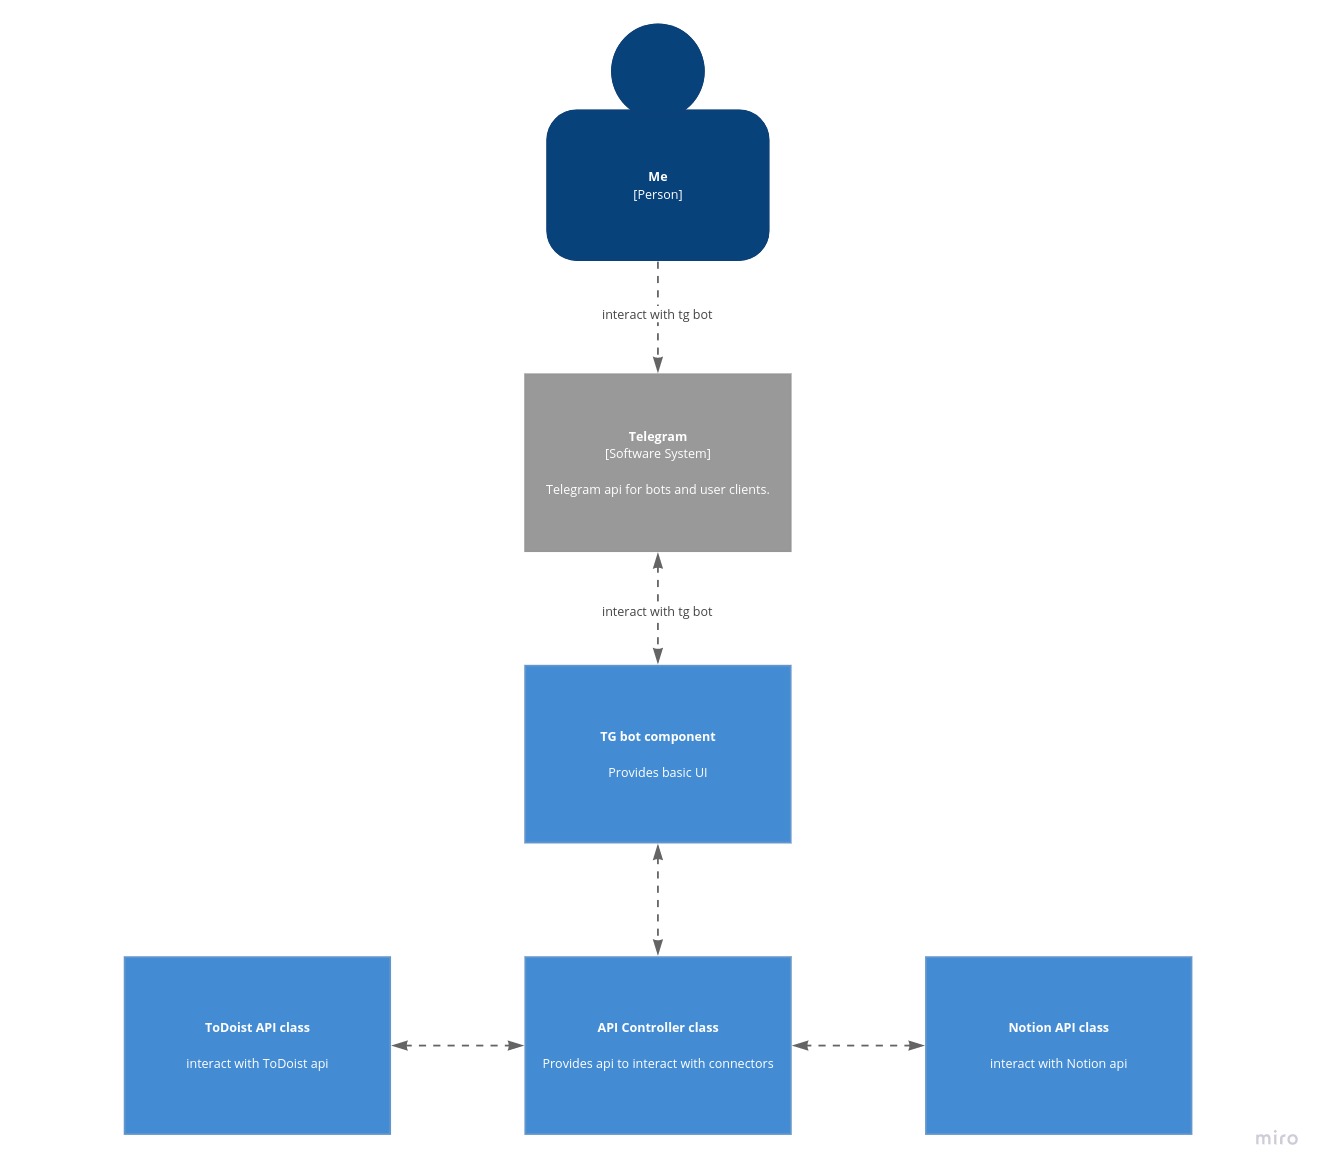 Me
[Person]
interact with tg bot
Telegram
[Software System]
Telegram api for bots and user clients.
interact with tg bot
TG bot component
Provides basic UI
ToDoist API class
interact with ToDoist api
API Controller class
Provides api to interact with connectors
Notion API class
interact with Notion api
miro